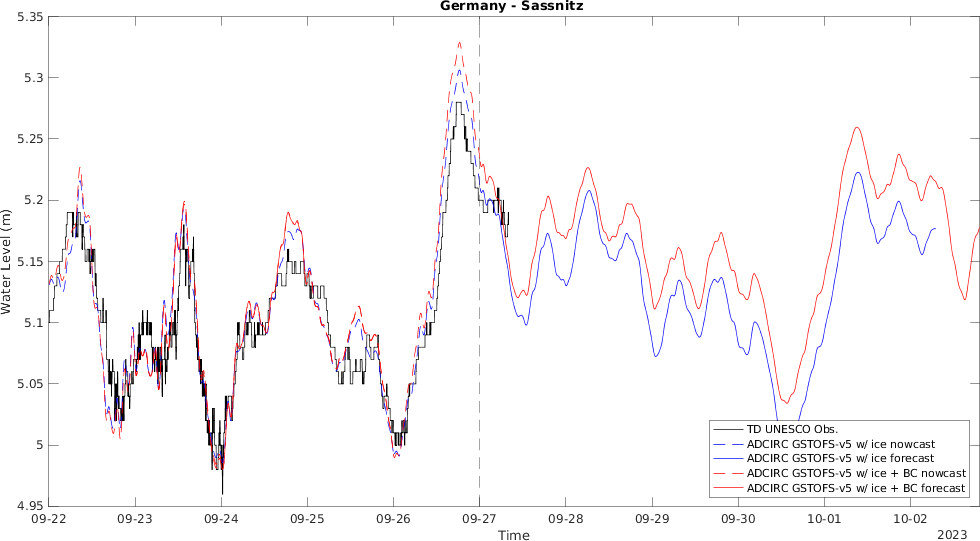 Germany - Sassnitz
5.35
5.3
5.25
5.2
5.15
5.1
5.05
5
4.95
Water Level (m)
09-22 09-23 09-24 09-25 09-26 09-27 09-28 09-29 09-30 10-01 10-02
Time
2023
TD UNESCO Obs.
ADCIRC GSTOFS-v5 w/ ice nowcast
ADCIRC GSTOFS-v5 w/ ice forecast
ADCIRC GSTOFS-v5 w/ ice + BC nowcast
ADCIRC GSTOFS-v5 w/ ice + BC forecast